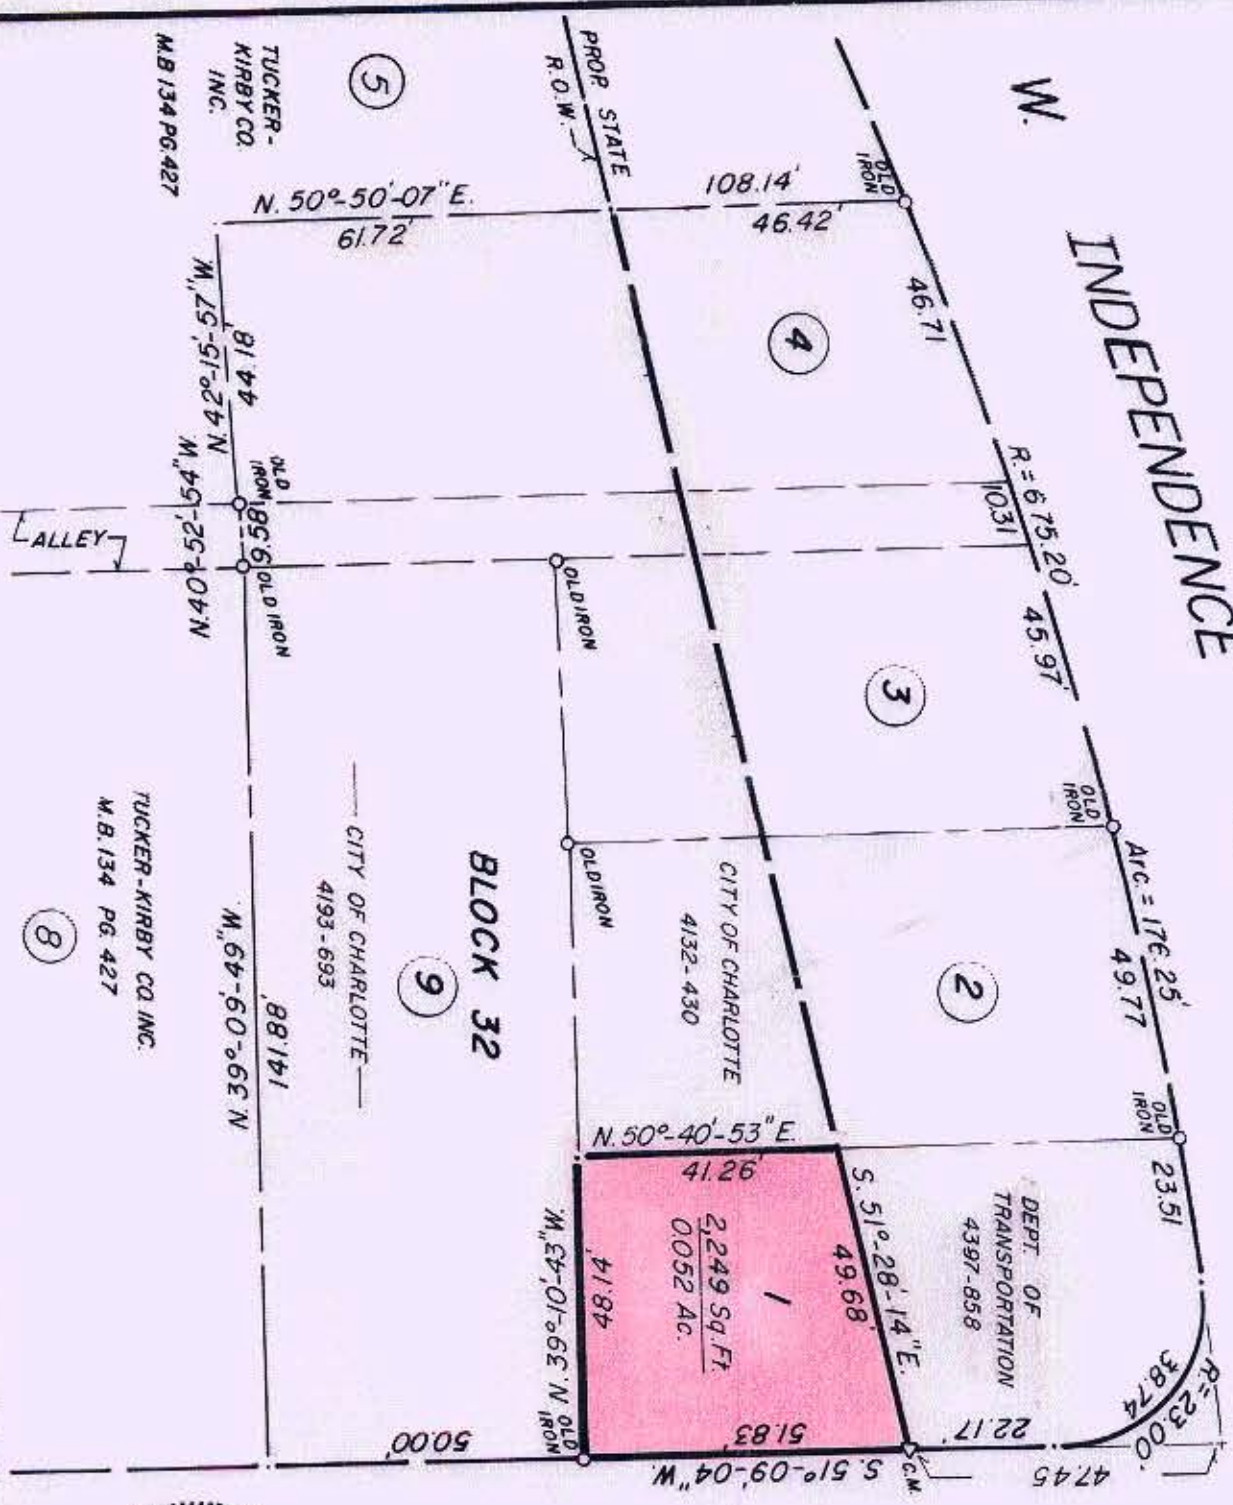 W. INDEPENDENCE
PROP. STATE
R.O.W.
5
TUCKER-
KIRBY CO.
INC.
M.B 134 PG.427
N. 50°-50'-07"E.
61.72'
108.14'
46.42'
OLD
IRON
46.71
4
R.= 675.20'
10.31
45.97'
3
OLD
IRON
Arc. = 176.25'
49.77
2
OLD
IRON
23.51
N.42°-15'-57"W.
44.18'
N.40°-52'-54"W
9.58
OLD
IRON
OLD IRON
ALLEY
OLD IRON
OLD IRON
CITY OF CHARLOTTE
4132-430
BLOCK 32
9
CITY OF CHARLOTTE
4193-693
N.39°-09'-49"W.
141.88'
TUCKER-KIRBY CO. INC.
M.B.134 PG. 427
8
N. 50°-40'-53"E.
41.26'
S. 51°-28'-14"E.
49.68'
DEPT. OF
TRANSPORTATION
4397-858
1
2,249 Sq.Ft.
0.052 Ac.
48.14'
N.39°-10'-43"W.
OLD
IRON
51.83'
S. 51°-09'-04"W.
50.00'
22.17'
47.45
C.M.
38.74
R=23.00'